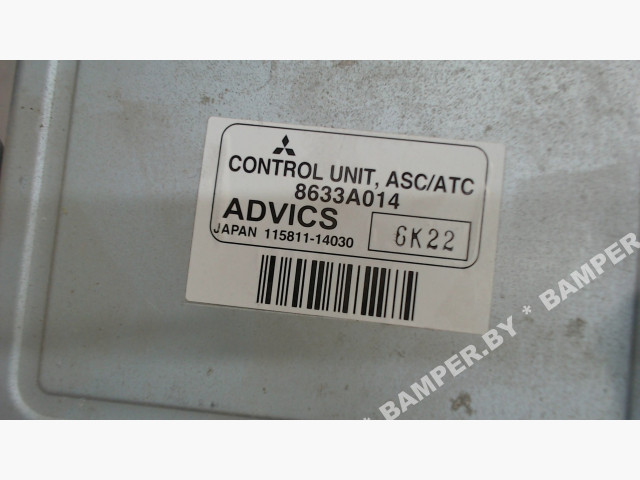 CONTROL UNIT, ASC/ATC
8633A014
ADVICS
JAPAN 115811-14030
6K22
* BAMPER.BY * BAMPER.